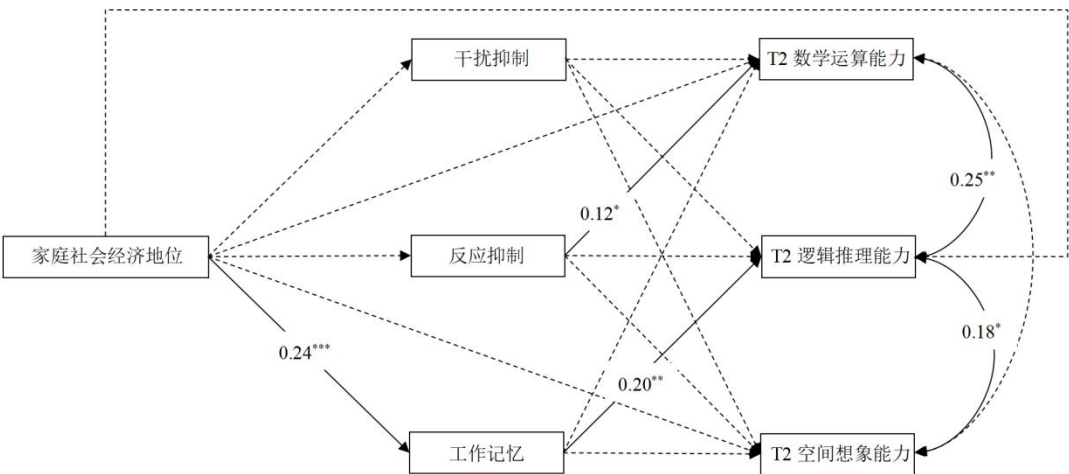 干扰抑制
T2 数学运算能力
0.25**
0.12*
家庭社会经济地位
反应抑制
T2 逻辑推理能力
0.18*
0.24***
0.20**
工作记忆
T2 空间想象能力